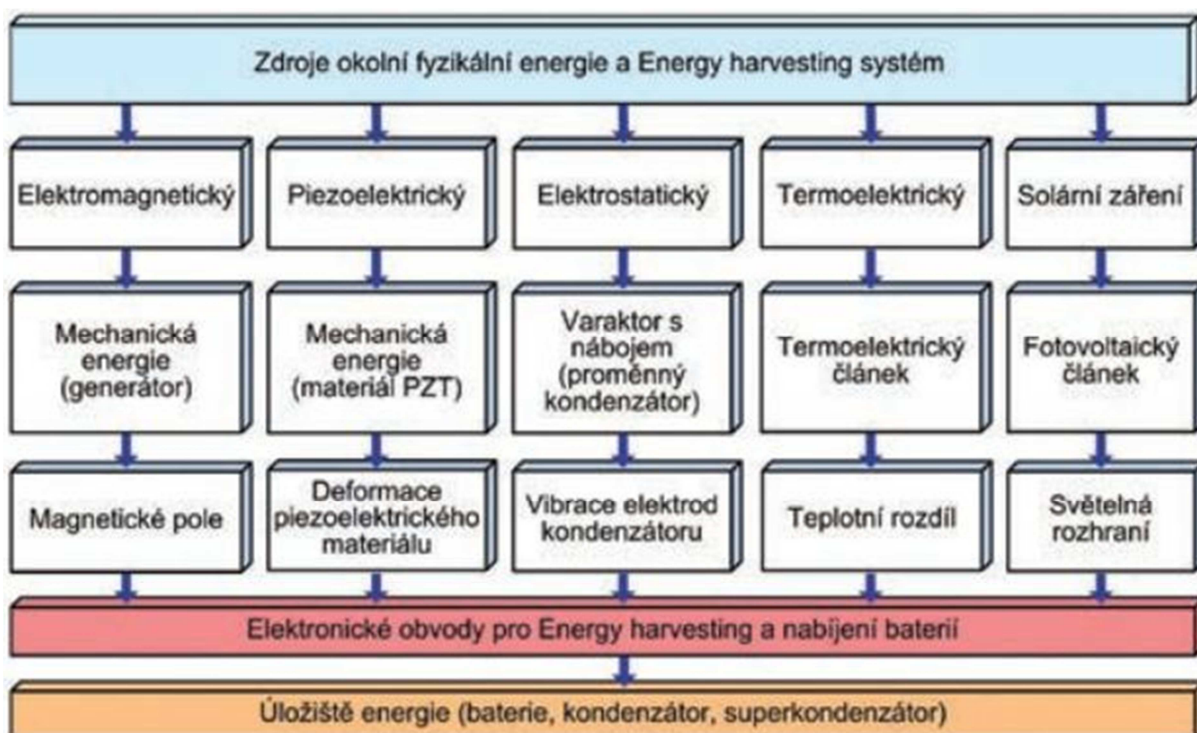 Zdroje okolní fyzikální energie a Energy harvesting systém
Elektromagnetický
Piezoelektrický
Elektrostatický
Termoelektrický
Solární záření
Mechanická
energie
(generátor)
Mechanická
energie
(materiál PZT)
Varaktor s
nábojem
(proměnný
kondenzátor)
Termoelektrický
článek
Fotovoltaický
článek
Magnetické pole
Deformace
piezoelektrického
materiálu
Vibrace elektrod
kondenzátoru
Teplotní rozdíl
Světelná
rozhraní
Elektronické obvody pro Energy harvesting a nabíjení baterií
Úložiště energie (baterie, kondenzátor, superkondenzátor)